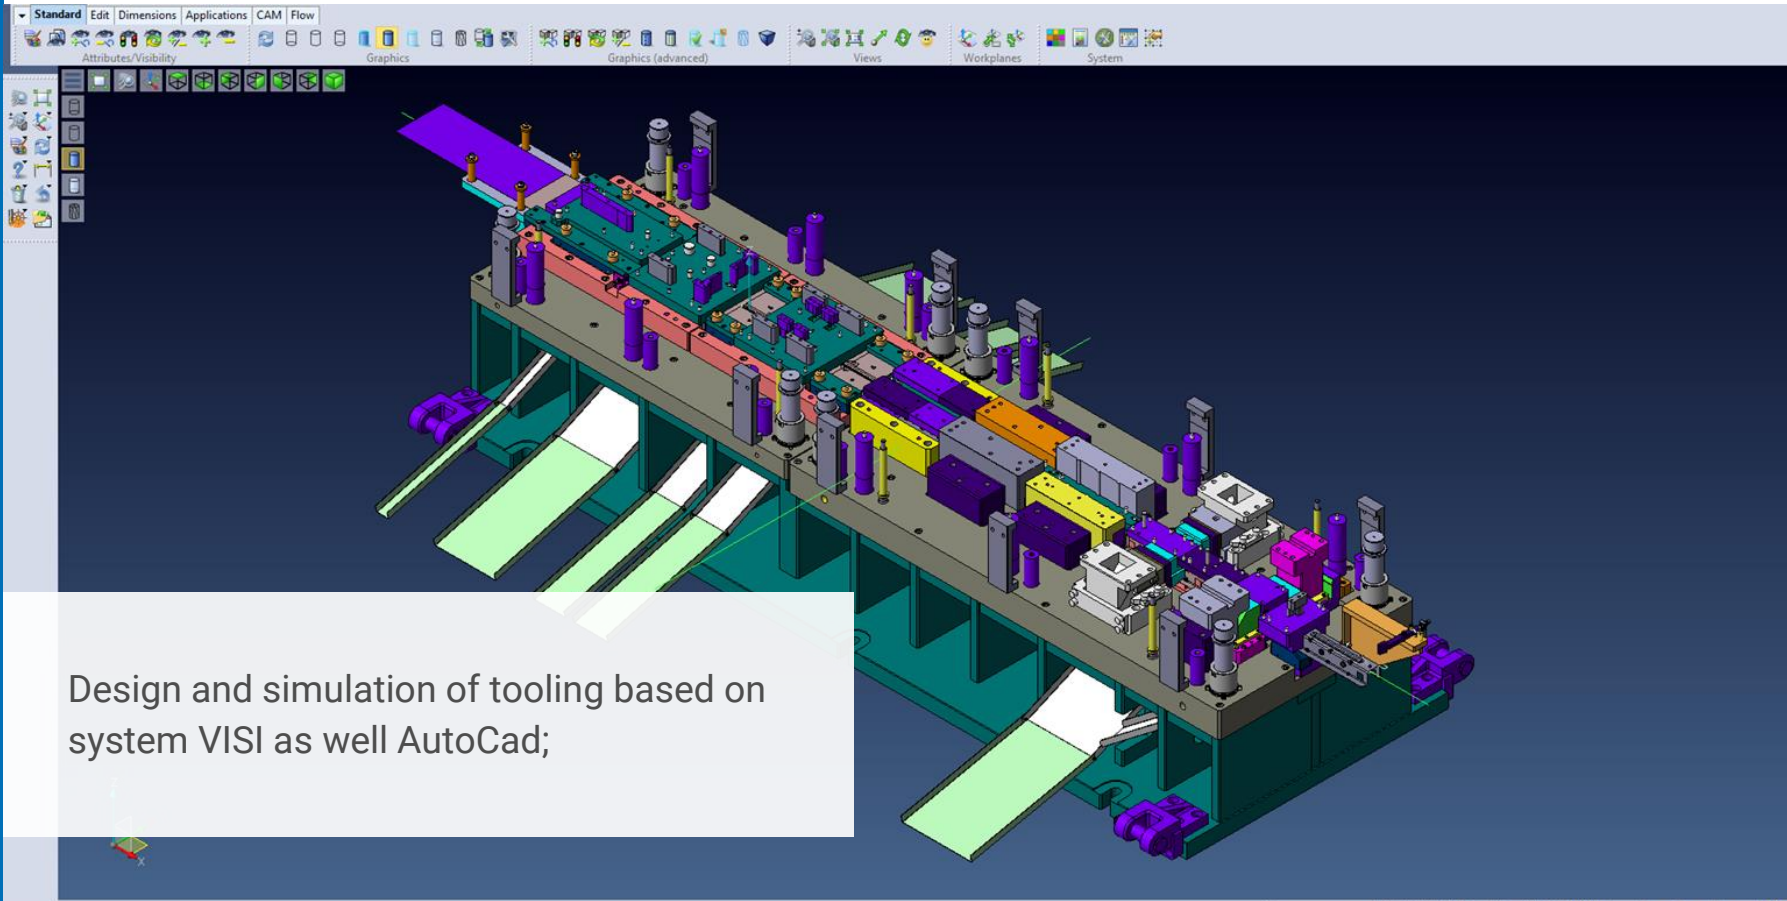 Standard Edit Dimensions Applications CAM Flow
Attributes/Visibility Graphics Graphics (advanced) Views Workplanes System
Design and simulation of tooling based on
system VISI as well AutoCad;
X